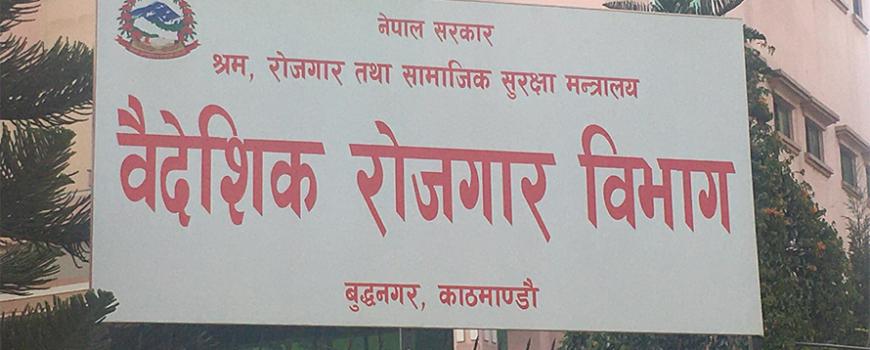 नेपाल सरकार
श्रम, रोजगार तथा सामाजिक सुरक्षा मन्त्रालय
वैदेशिक रोजगार विभाग
बुद्धनगर, काठमाण्डौ